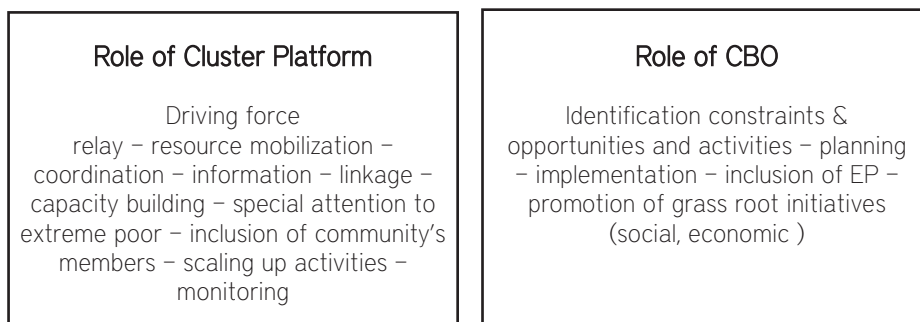 Role of Cluster Platform
Driving force
relay – resource mobilization –
coordination – information – linkage –
capacity building – special attention to
extreme poor – inclusion of community's
members – scaling up activities –
monitoring
Role of CBO
Identification constraints &
opportunities and activities – planning
– implementation – inclusion of EP –
promotion of grass root initiatives
(social, economic )